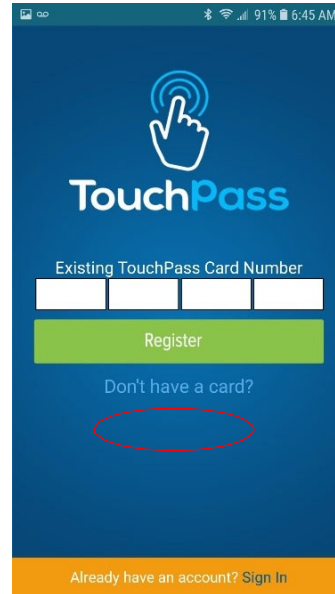 91% 6:45 AM
TouchPass
Existing TouchPass Card Number
Register
Don't have a card?
Already have an account? Sign In